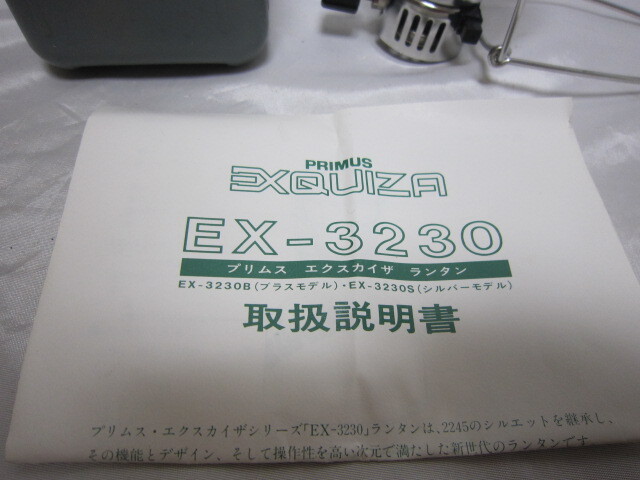 PRIMUS
EXQUIZA
EX-3230
プリムス エクスカイザ ランタン
EX-3230B(ブラスモデル)・EX-3230S(シルバーモデル)
取扱説明書
プリムス・エクスカイザシリーズ「EX-3230」ランタンは、2245のシルエットを継承し、
その機能とデザイン、そして操作性を高い次元で満たした新世代のランタンです